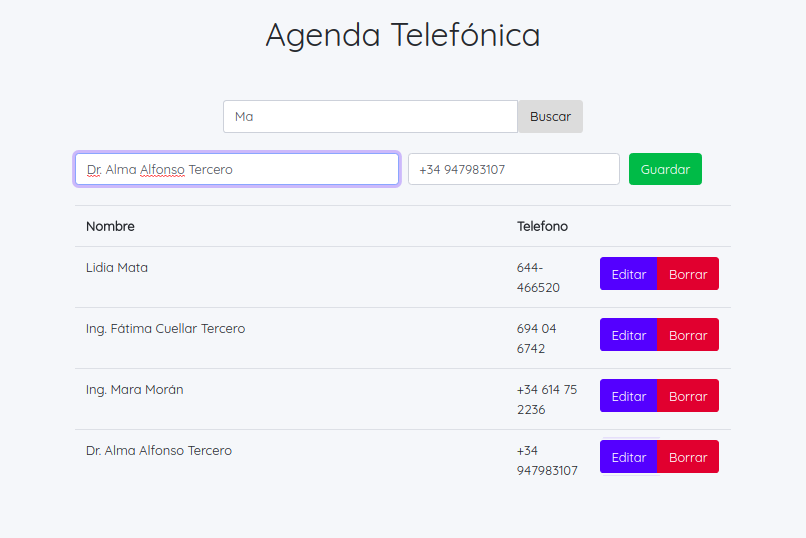 Agenda Telefónica
Ma Buscar
Dr. Alma Alfonso Tercero +34 947983107 Guardar
Nombre Telefono
Lidia Mata 644-
466520 Editar Borrar
Ing. Fátima Cuellar Tercero 694 04
6742 Editar Borrar
Ing. Mara Morán +34 614 75
2236 Editar Borrar
Dr. Alma Alfonso Tercero +34
947983107 Editar Borrar